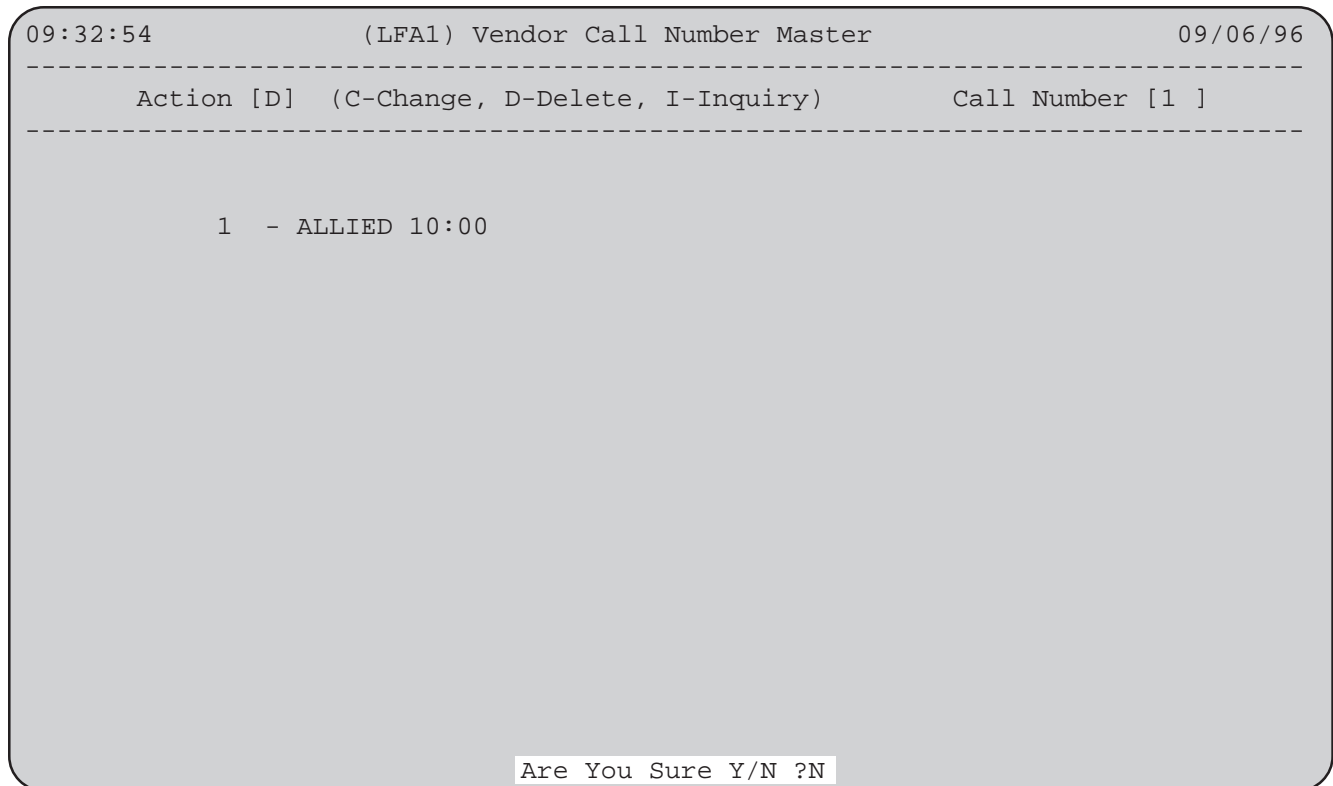 09:32:54 (LFA1) Vendor Call Number Master 09/06/96
--------------------------------------------------------------------------------
Action [D] (C-Change, D-Delete, I-Inquiry) Call Number [1 ]
--------------------------------------------------------------------------------
1 - ALLIED 10:00
Are You Sure Y/N ?N